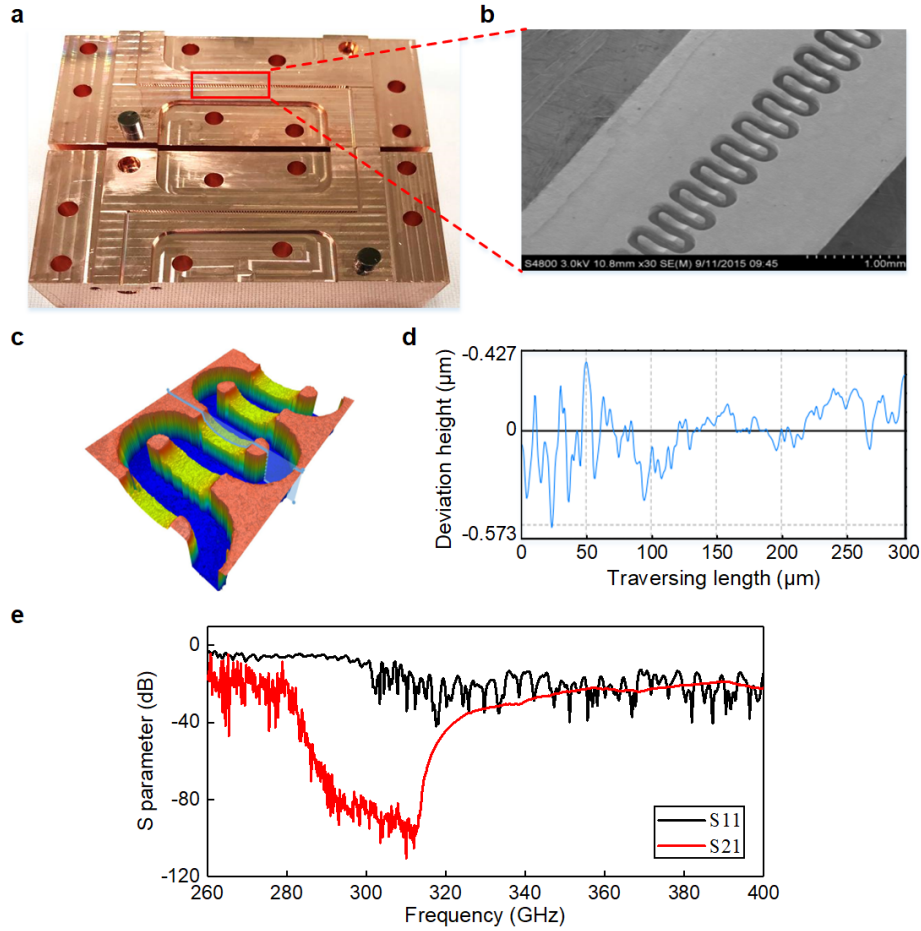 a
b
S4800 3.0kV 10.8mm x30 SE(M) 9/11/2015 09:45
1.00mm
c
d
-0.427
0
-0.573
Deviation height (μm)
0 50 100 150 200 250 300
Traversing length (μm)
e
0
-40
-80
-120
S parameter (dB)
S11
S21
260 280 300 320 340 360 380 400
Frequency (GHz)